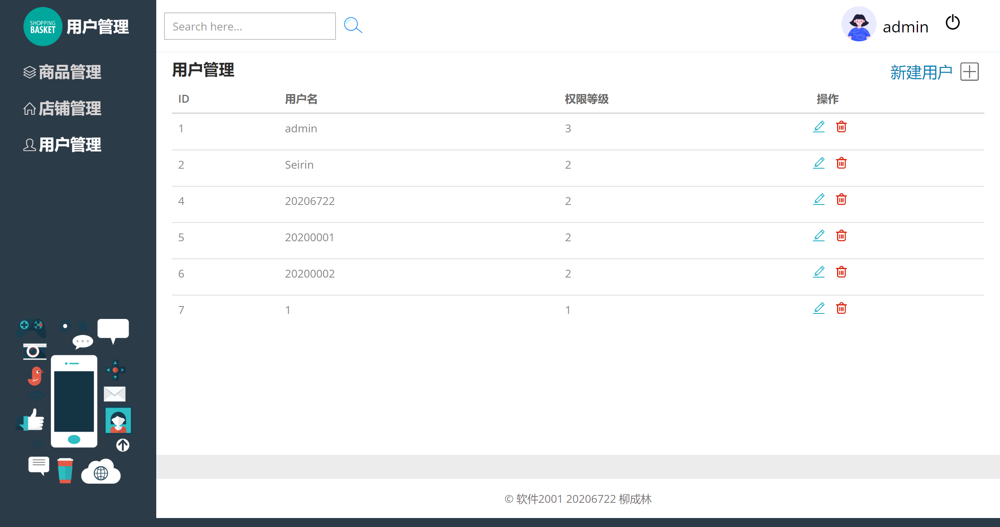 SHOPPING
BASKET
用户管理
商品管理
店铺管理
用户管理
Search here...
admin
用户管理
新建用户
ID 用户名 权限等级 操作
1 admin 3
2 Seirin 2
4 20206722 2
5 20200001 2
6 20200002 2
7 1 1
© 软件2001 20206722 柳成林